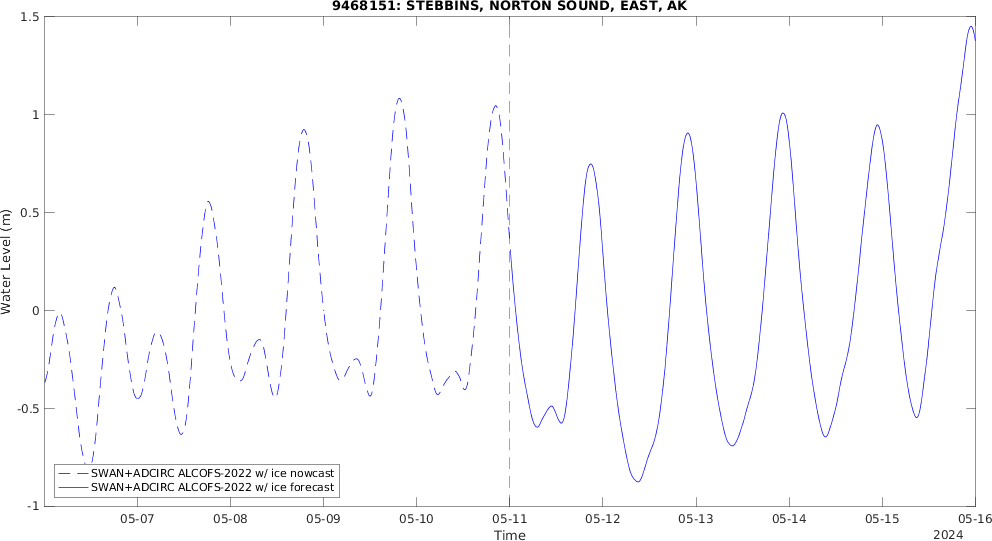 9468151: STEBBINS, NORTON SOUND, EAST, AK
1.5
1
0.5
0
-0.5
-1
Water Level (m)
SWAN+ADCIRC ALCOFS-2022 w/ ice nowcast
SWAN+ADCIRC ALCOFS-2022 w/ ice forecast
05-07 05-08 05-09 05-10 05-11 05-12 05-13 05-14 05-15 05-16
Time
2024